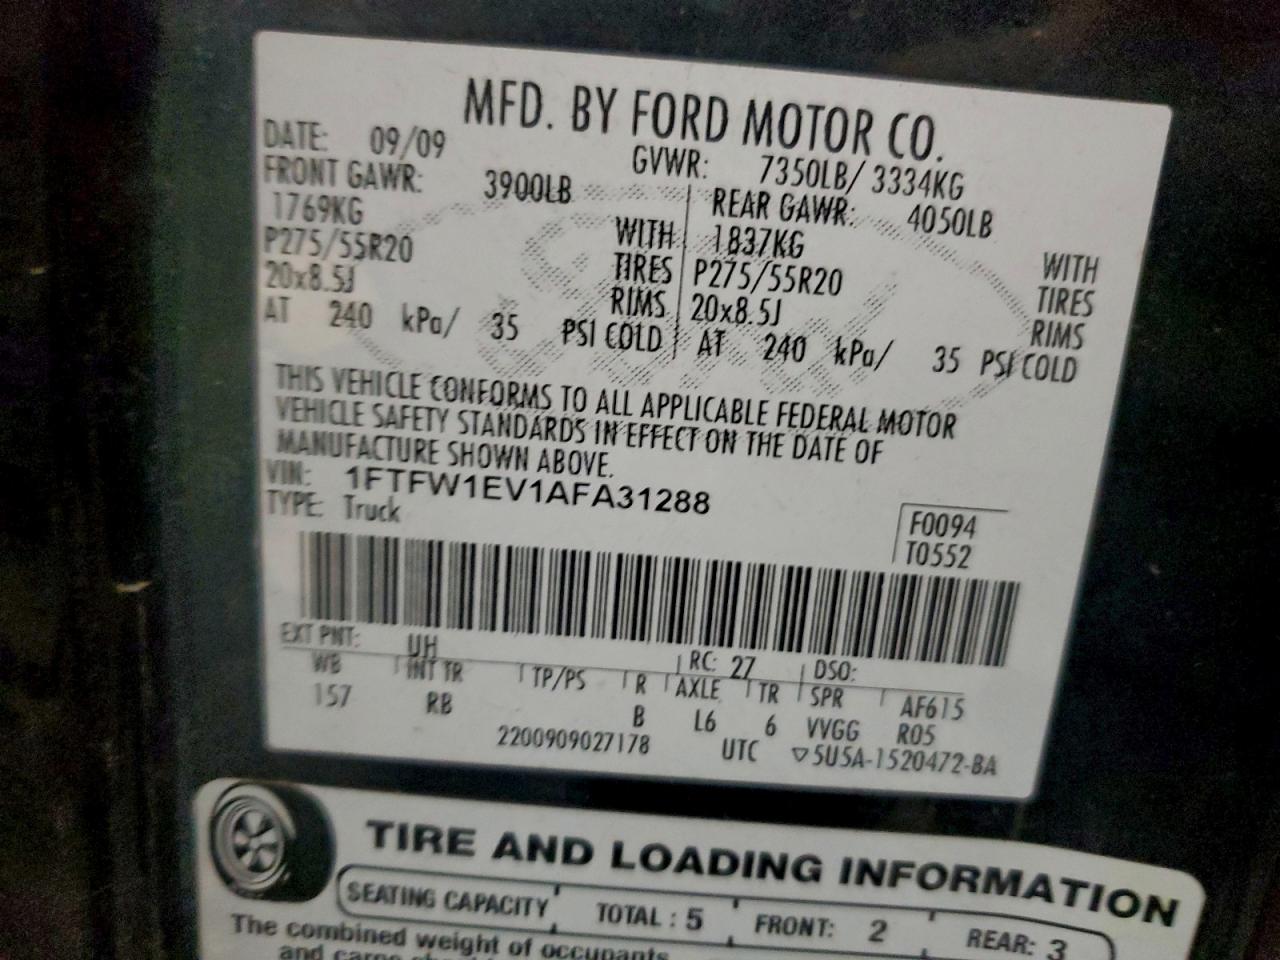 MFD. BY FORD MOTOR CO.
DATE: 09/09 GVWR: 7350LB/ 3334KG
FRONT GAWR: 3900LB REAR GAWR: 4050LB
1769KG WITH 1837KG WITH
P275/55R20 TIRES P275/55R20 TIRES
20x8.5J RIMS 20x8.5J RIMS
AT 240 kPa/ 35 PSI COLD AT 240 kPa/ 35 PSI COLD
THIS VEHICLE CONFORMS TO ALL APPLICABLE FEDERAL MOTOR
VEHICLE SAFETY STANDARDS IN EFFECT ON THE DATE OF
MANUFACTURE SHOWN ABOVE.
VIN: 1FTFW1EV1AFA31288
TYPE: Truck
F0094
T0552
EXT PNT: UH RC: 27 DSO:
WB INT TR TP/PS R AXLE TR SPR AF615
157 RB B L6 6 VVGG R05
2200909027178 UTC ▽5U5A-1520472-BA
TIRE AND LOADING INFORMATION
SEATING CAPACITY TOTAL : 5 FRONT: 2 REAR: 3
The combined weight of occupants
and cargo